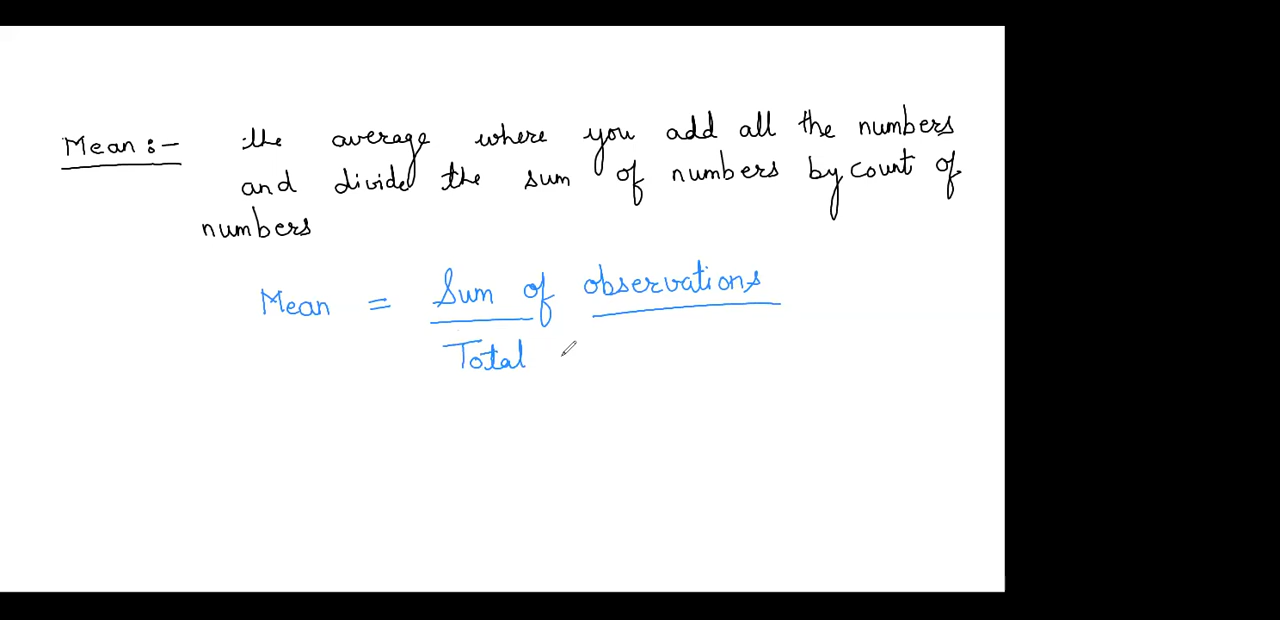 Mean :- the average where you add all the numbers
and divide the sum of numbers by count of
numbers
Mean = Sum of observations
Total